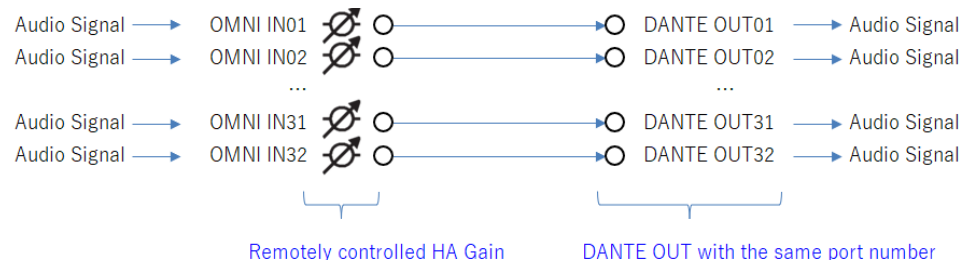 Audio Signal OMNI IN01 DANTE OUT01 Audio Signal
Audio Signal OMNI IN02 DANTE OUT02 Audio Signal
... ...
Audio Signal OMNI IN31 DANTE OUT31 Audio Signal
Audio Signal OMNI IN32 DANTE OUT32 Audio Signal
Remotely controlled HA Gain DANTE OUT with the same port number